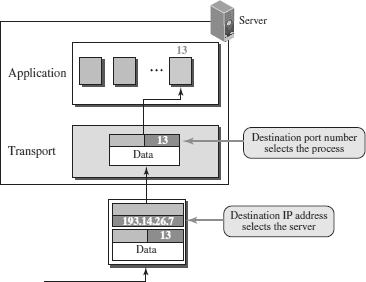 Server
13
Application
...
13
Data
Transport
Destination port number
selects the process
193.14.26.7
13
Data
Destination IP address
selects the server